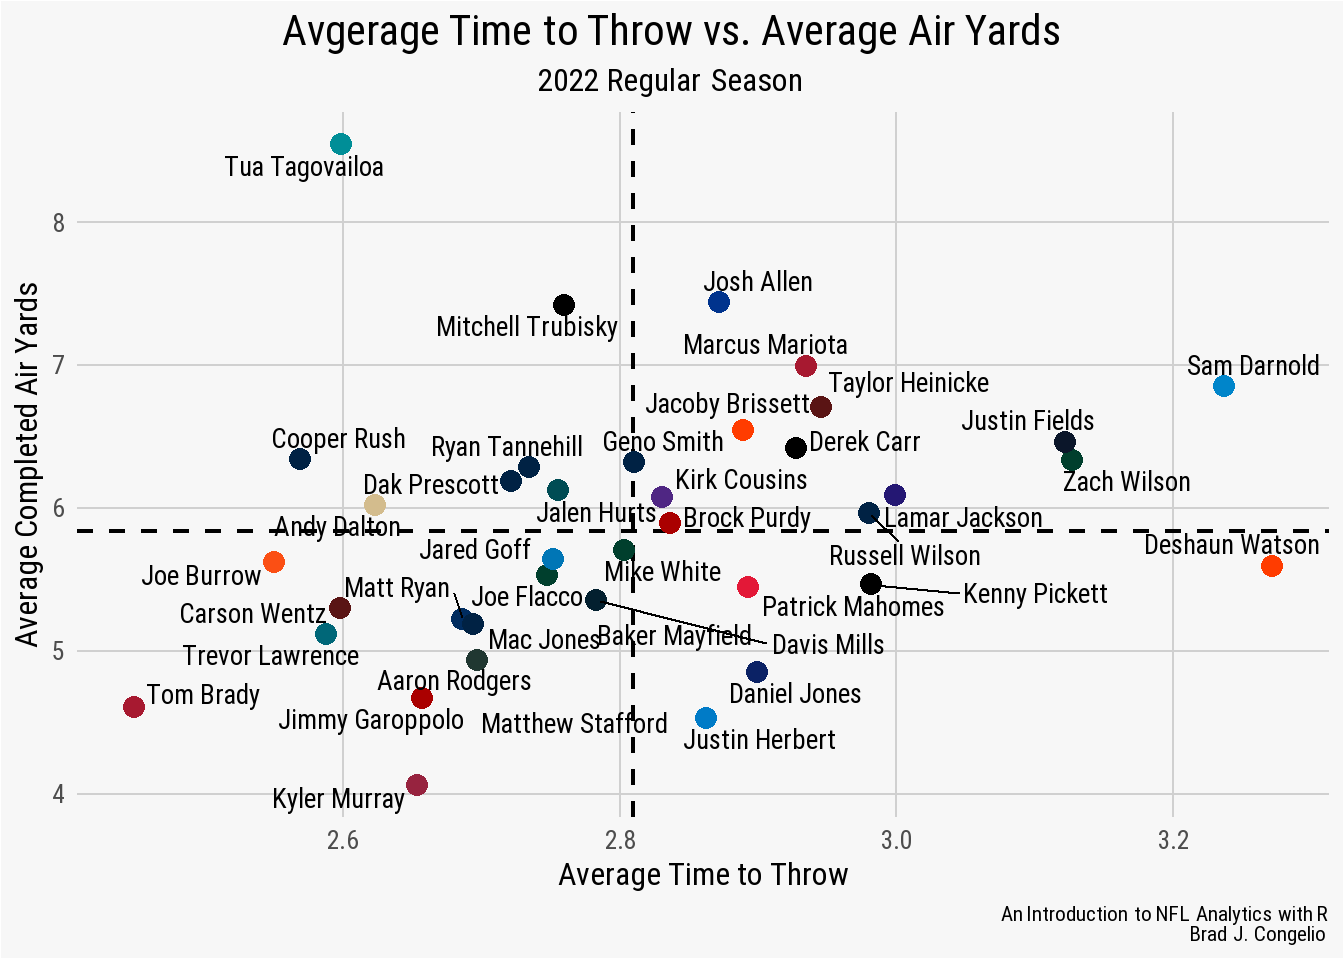 Avgerage Time to Throw vs. Average Air Yards
2022 Regular Season
Average Completed Air Yards
8
7
6
5
4
Tua Tagovailoa
Josh Allen
Mitchell Trubisky
Marcus Mariota
Sam Darnold
Taylor Heinicke
Jacoby Brissett
Justin Fields
Cooper Rush
Ryan Tannehill
Geno Smith
Derek Carr
Kirk Cousins
Zach Wilson
Dak Prescott
Jalen Hurts
Brock Purdy
Lamar Jackson
Andy Dalton
Deshaun Watson
Jared Goff
Russell Wilson
Joe Burrow
Mike White
Matt Ryan
Joe Flacco
Kenny Pickett
Patrick Mahomes
Carson Wentz
Mac Jones
Baker Mayfield
Davis Mills
Trevor Lawrence
Aaron Rodgers
Tom Brady
Daniel Jones
Jimmy Garoppolo
Matthew Stafford
Justin Herbert
Kyler Murray
2.6
2.8
3.0
3.2
Average Time to Throw
An Introduction to NFL Analytics with R
Brad J. Congelio